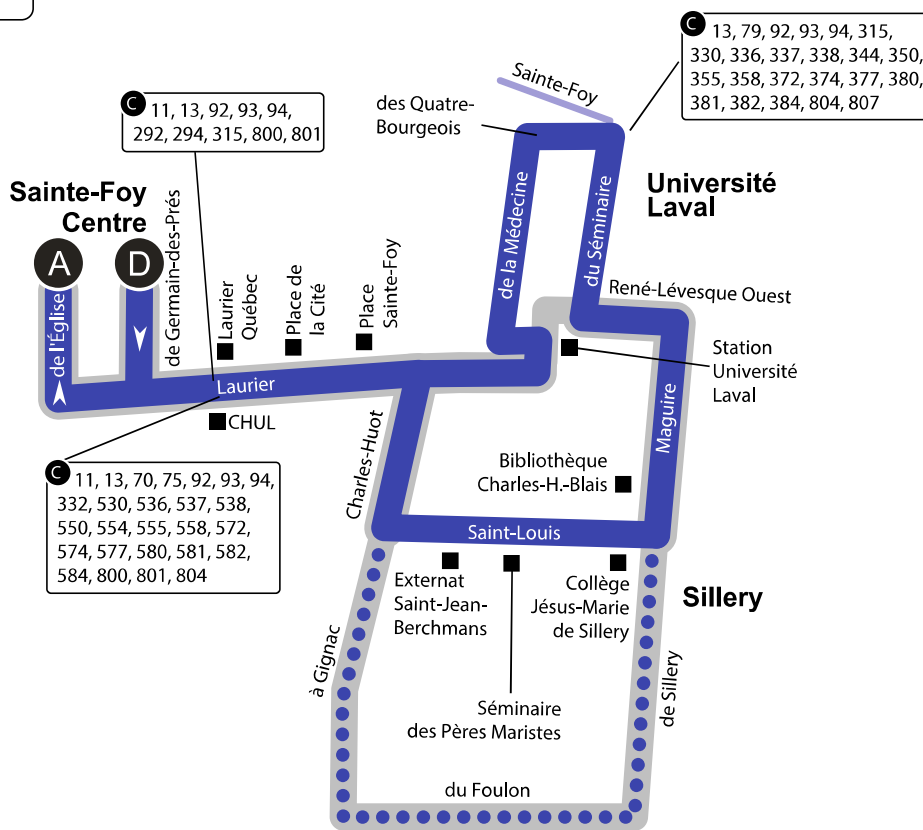 C 13, 79, 92, 93, 94, 315,
330, 336, 337, 338, 344, 350,
355, 358, 372, 374, 377, 380,
381, 382, 384, 804, 807
Sainte-Foy
des Quatre-
Bourgeois
C 11, 13, 92, 93, 94,
292, 294, 315, 800, 801
Sainte-Foy
Centre
A
D
de l'Église
de Germain-des-Prés
Laurier
Québec
Place de
la Cité
Place
Sainte-Foy
de la Médecine
du Séminaire
Université
Laval
René-Lévesque Ouest
Station
Université
Laval
Laurier
CHUL
Maguire
Charles-Huot
Bibliothèque
Charles-H.-Blais
C 11, 13, 70, 75, 92, 93, 94,
332, 530, 536, 537, 538,
550, 554, 555, 558, 572,
574, 577, 580, 581, 582,
584, 800, 801, 804
Saint-Louis
Externat
Saint-Jean-
Berchmans
Collège
Jésus-Marie
de Sillery
Sillery
à Gignac
de Sillery
Séminaire
des Pères Maristes
du Foulon